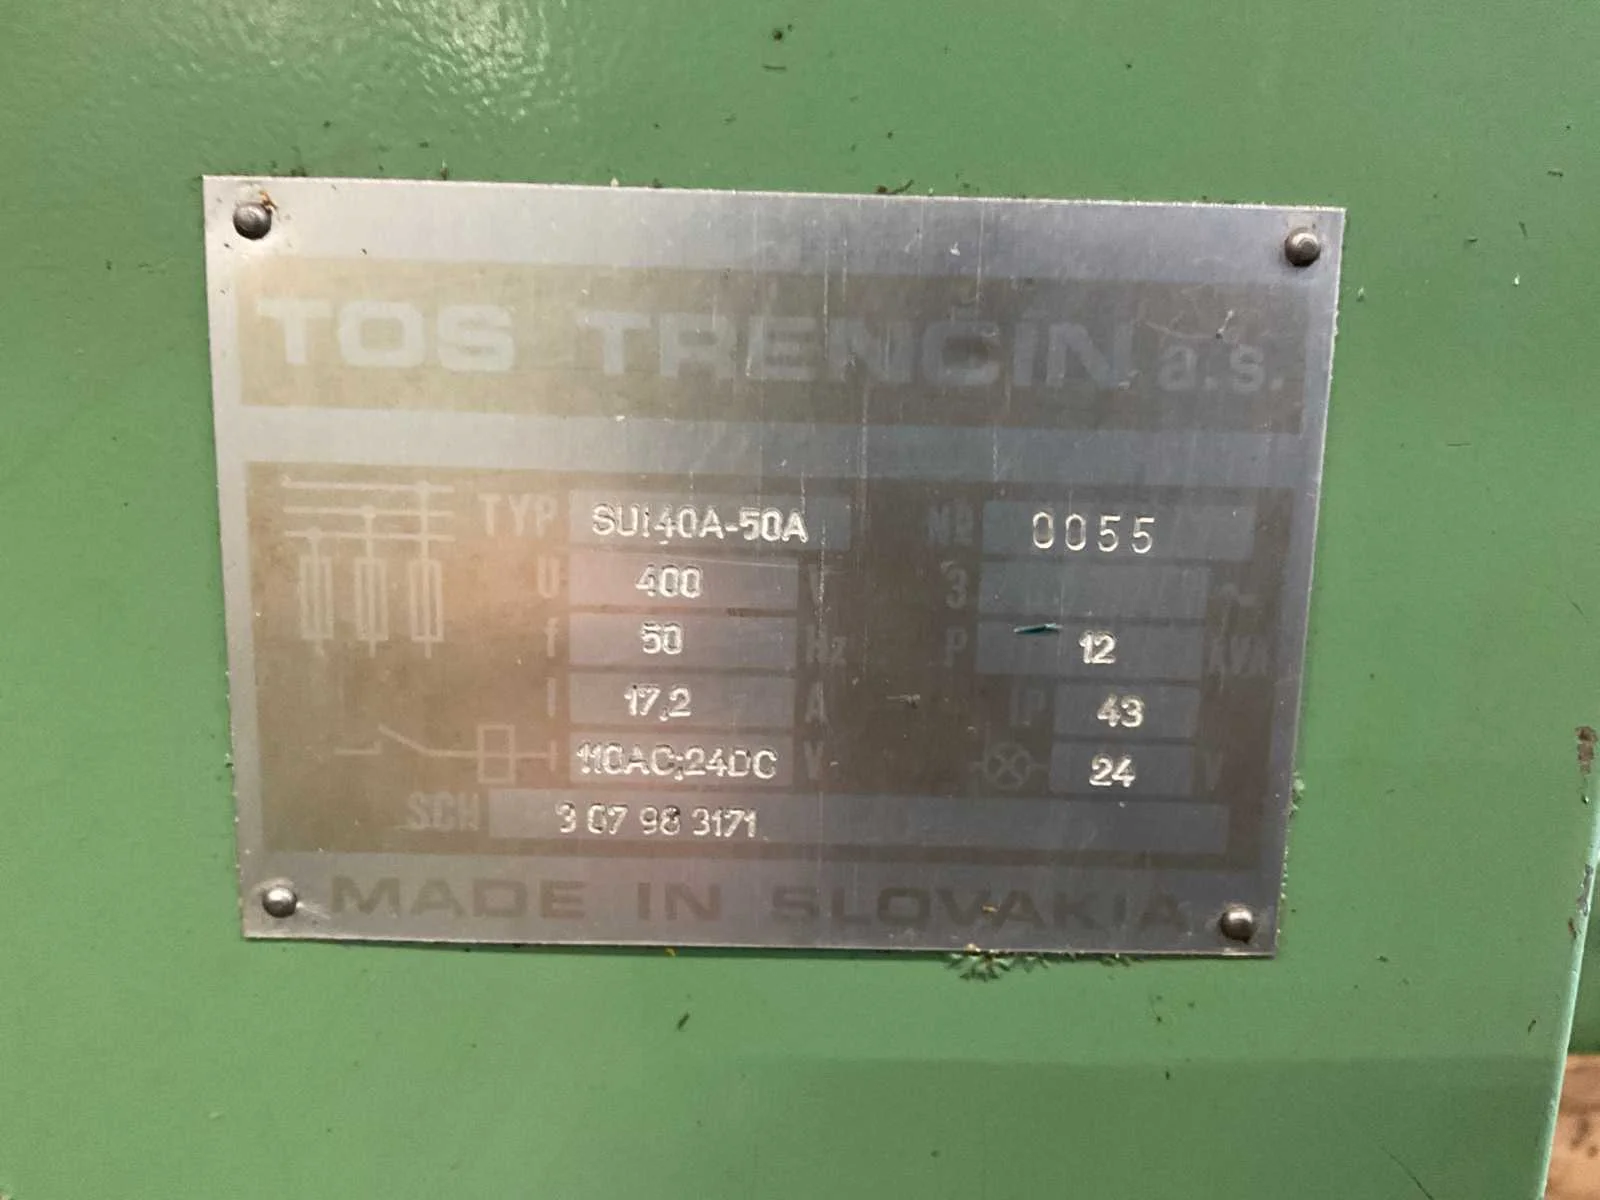 TOS TRENČÍN a.s.
TYP SUI40A-50A № 0055
U 400 V 3 ~
f 50 Hz P 12 kVA
I 17,2 A IP 43
110AC;24DC V 24 V
SCH 3 07 98 3171
MADE IN SLOVAKIA